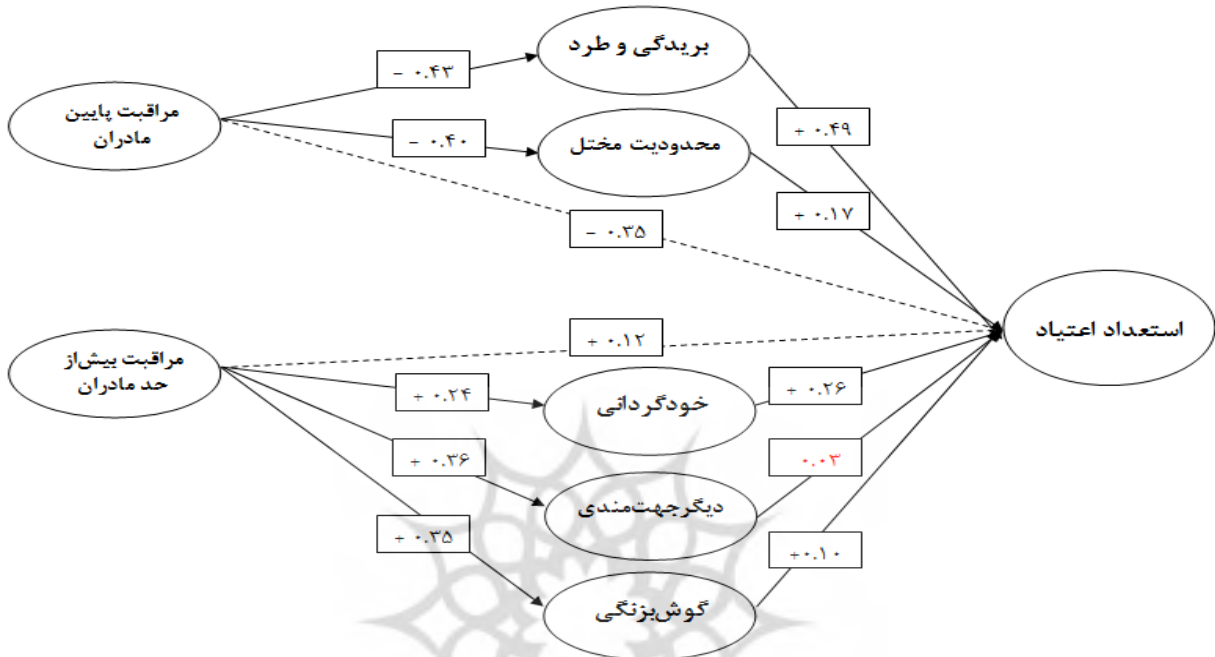 بریدگی و طرد
- ۰.۴۳
مراقبت پایین
مادران
- ۰.۴۰
محدودیت مختل
+ ۰.۴۹
+ ۰.۱۷
- ۰.۳۵
استعداد اعتیاد
+ ۰.۱۲
مراقبت بیش‌از
حد مادران
+ ۰.۲۴
خودگردانی
+ ۰.۲۶
+ ۰.۳۶
۰.۰۳
دیگرجهت‌مندی
+ ۰.۳۵
+۰.۱۰
گوش‌بزنگی